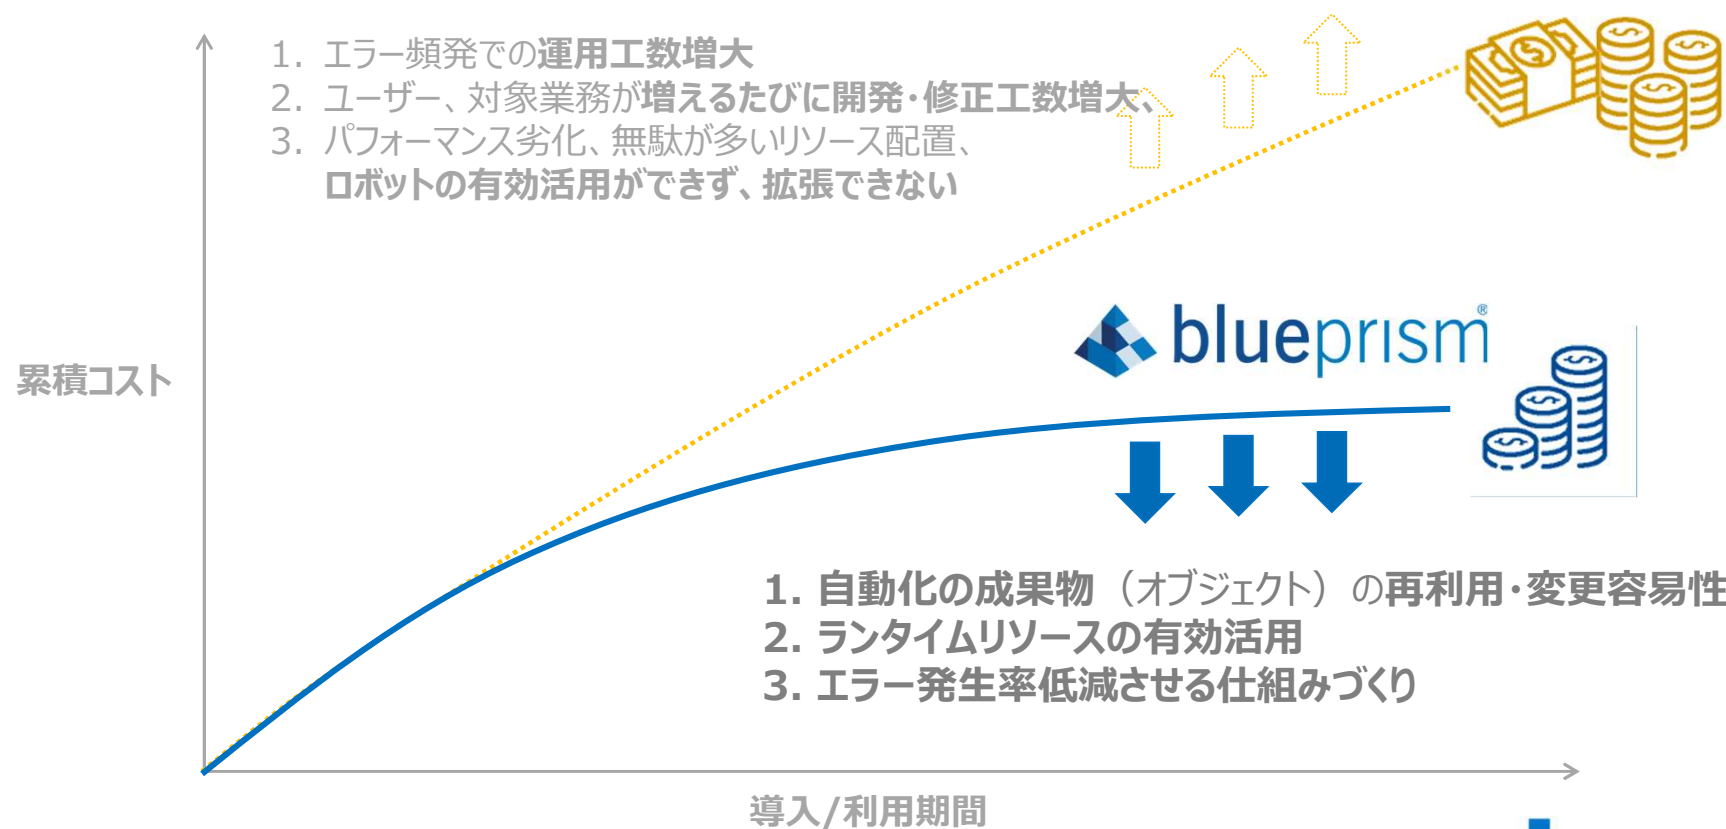 1. エラー頻発での運用工数増大
2. ユーザー、対象業務が増えるたびに開発・修正工数増大、
3. パフォーマンス劣化、無駄が多いリソース配置、
ロボットの有効活用ができず、拡張できない
blueprism®
累積コスト
1. 自動化の成果物（オブジェクト）の再利用・変更容易性
2. ランタイムリソースの有効活用
3. エラー発生率低減させる仕組みづくり
導入/利用期間